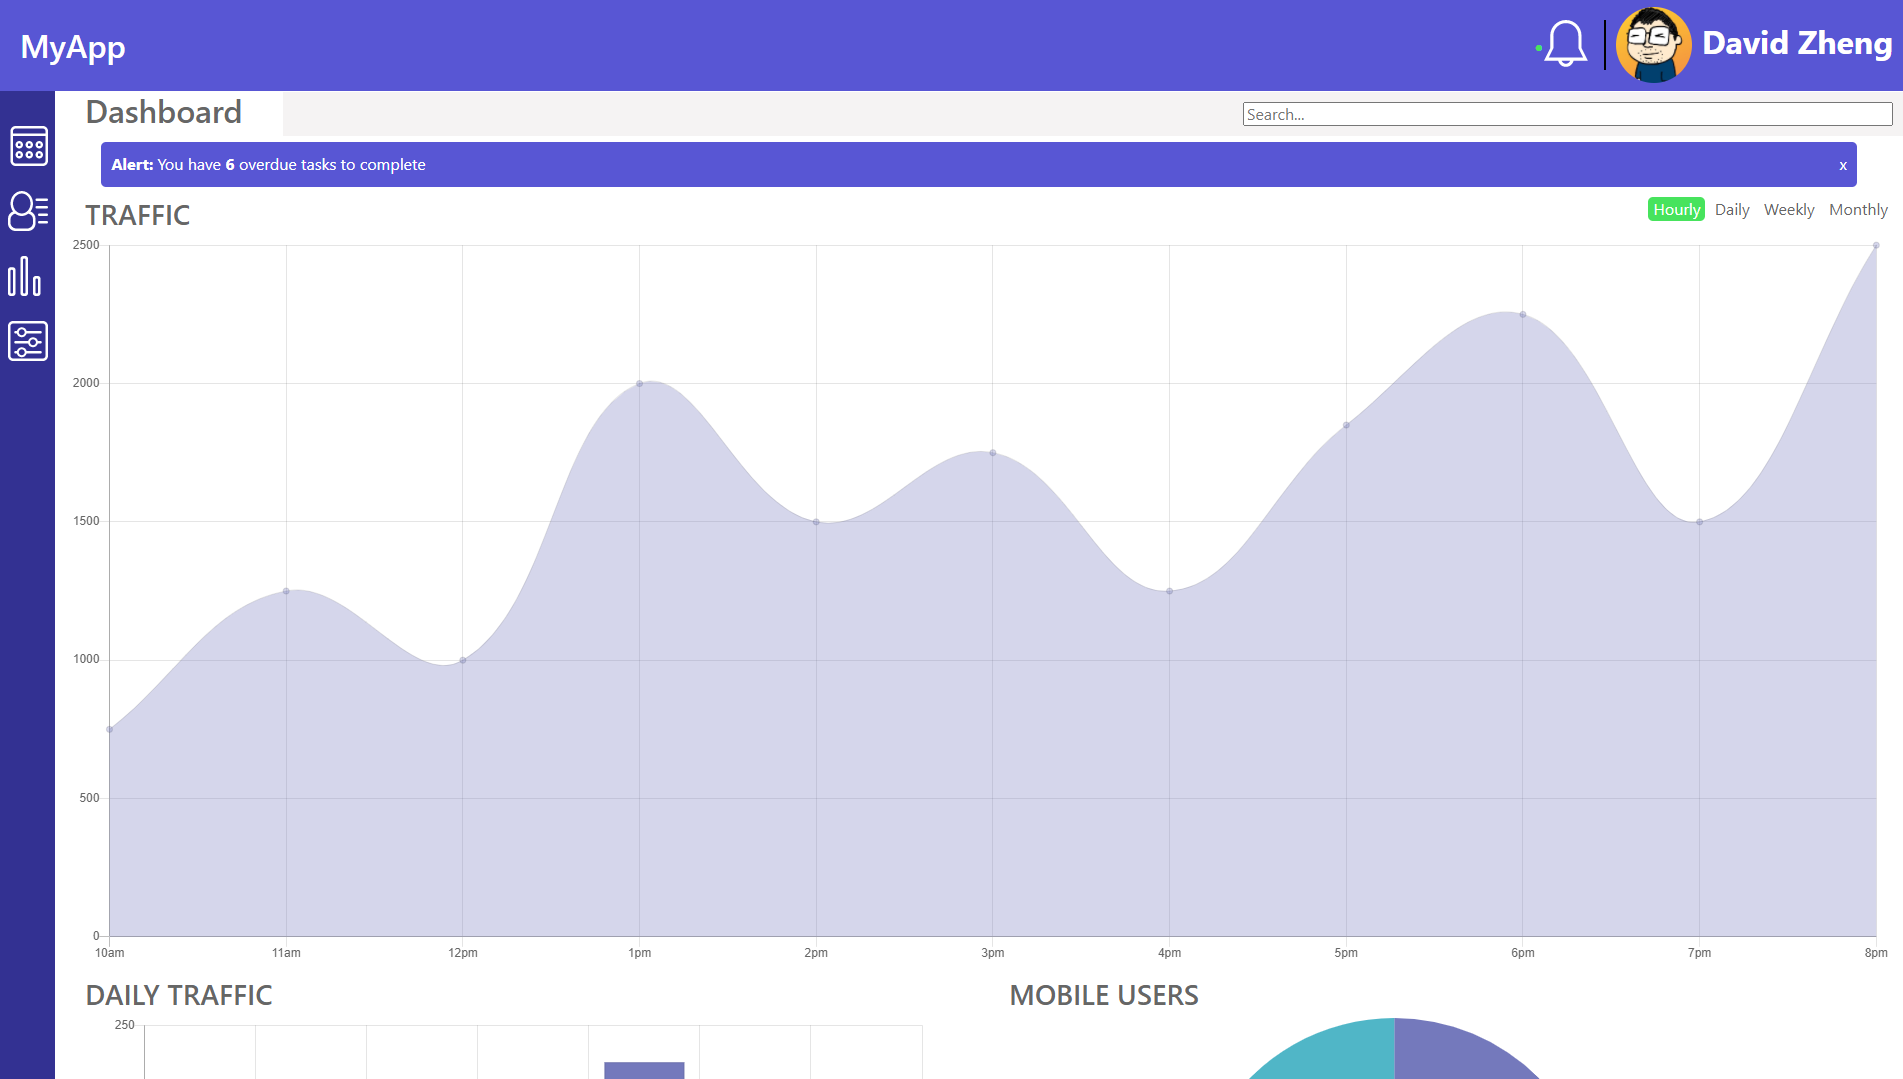 MyApp
David Zheng
Dashboard
Search...
Alert: You have 6 overdue tasks to complete
x
TRAFFIC
Hourly Daily Weekly Monthly
2500
2000
1500
1000
500
0
10am 11am 12pm 1pm 2pm 3pm 4pm 5pm 6pm 7pm 8pm
DAILY TRAFFIC
MOBILE USERS
250